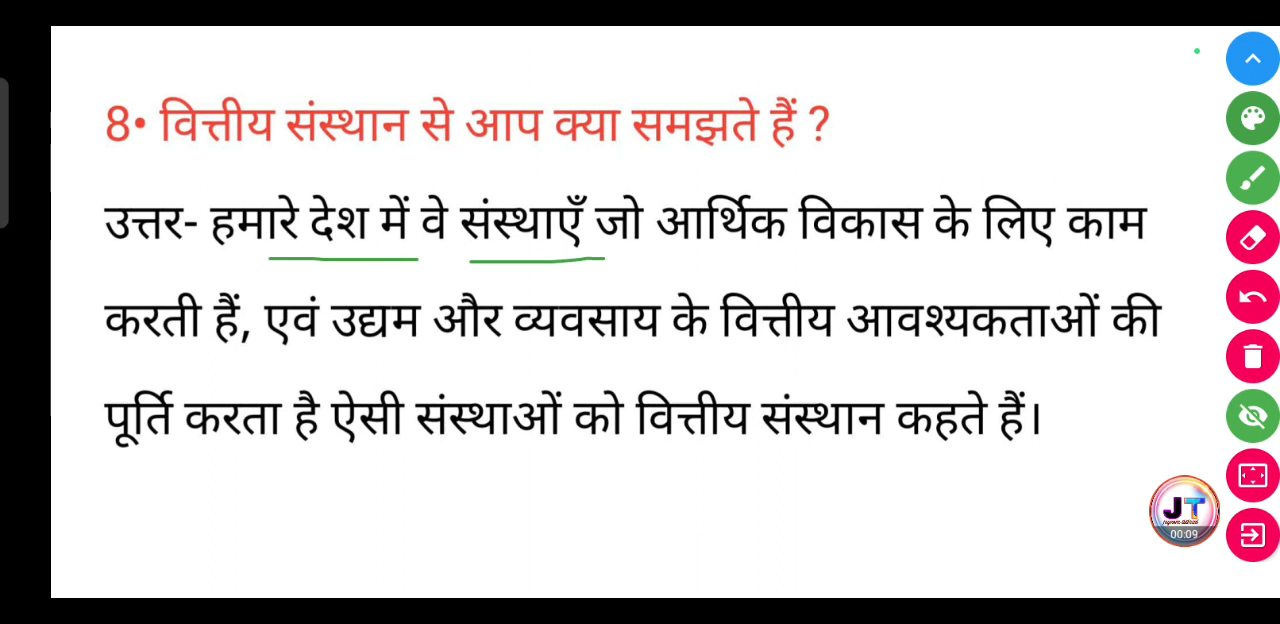 8• वित्तीय संस्थान से आप क्या समझते हैं ?
उत्तर- हमारे देश में वे संस्थाएँ जो आर्थिक विकास के लिए काम
करती हैं, एवं उद्यम और व्यवसाय के वित्तीय आवश्यकताओं की
पूर्ति करता है ऐसी संस्थाओं को वित्तीय संस्थान कहते हैं।
JT
00:09